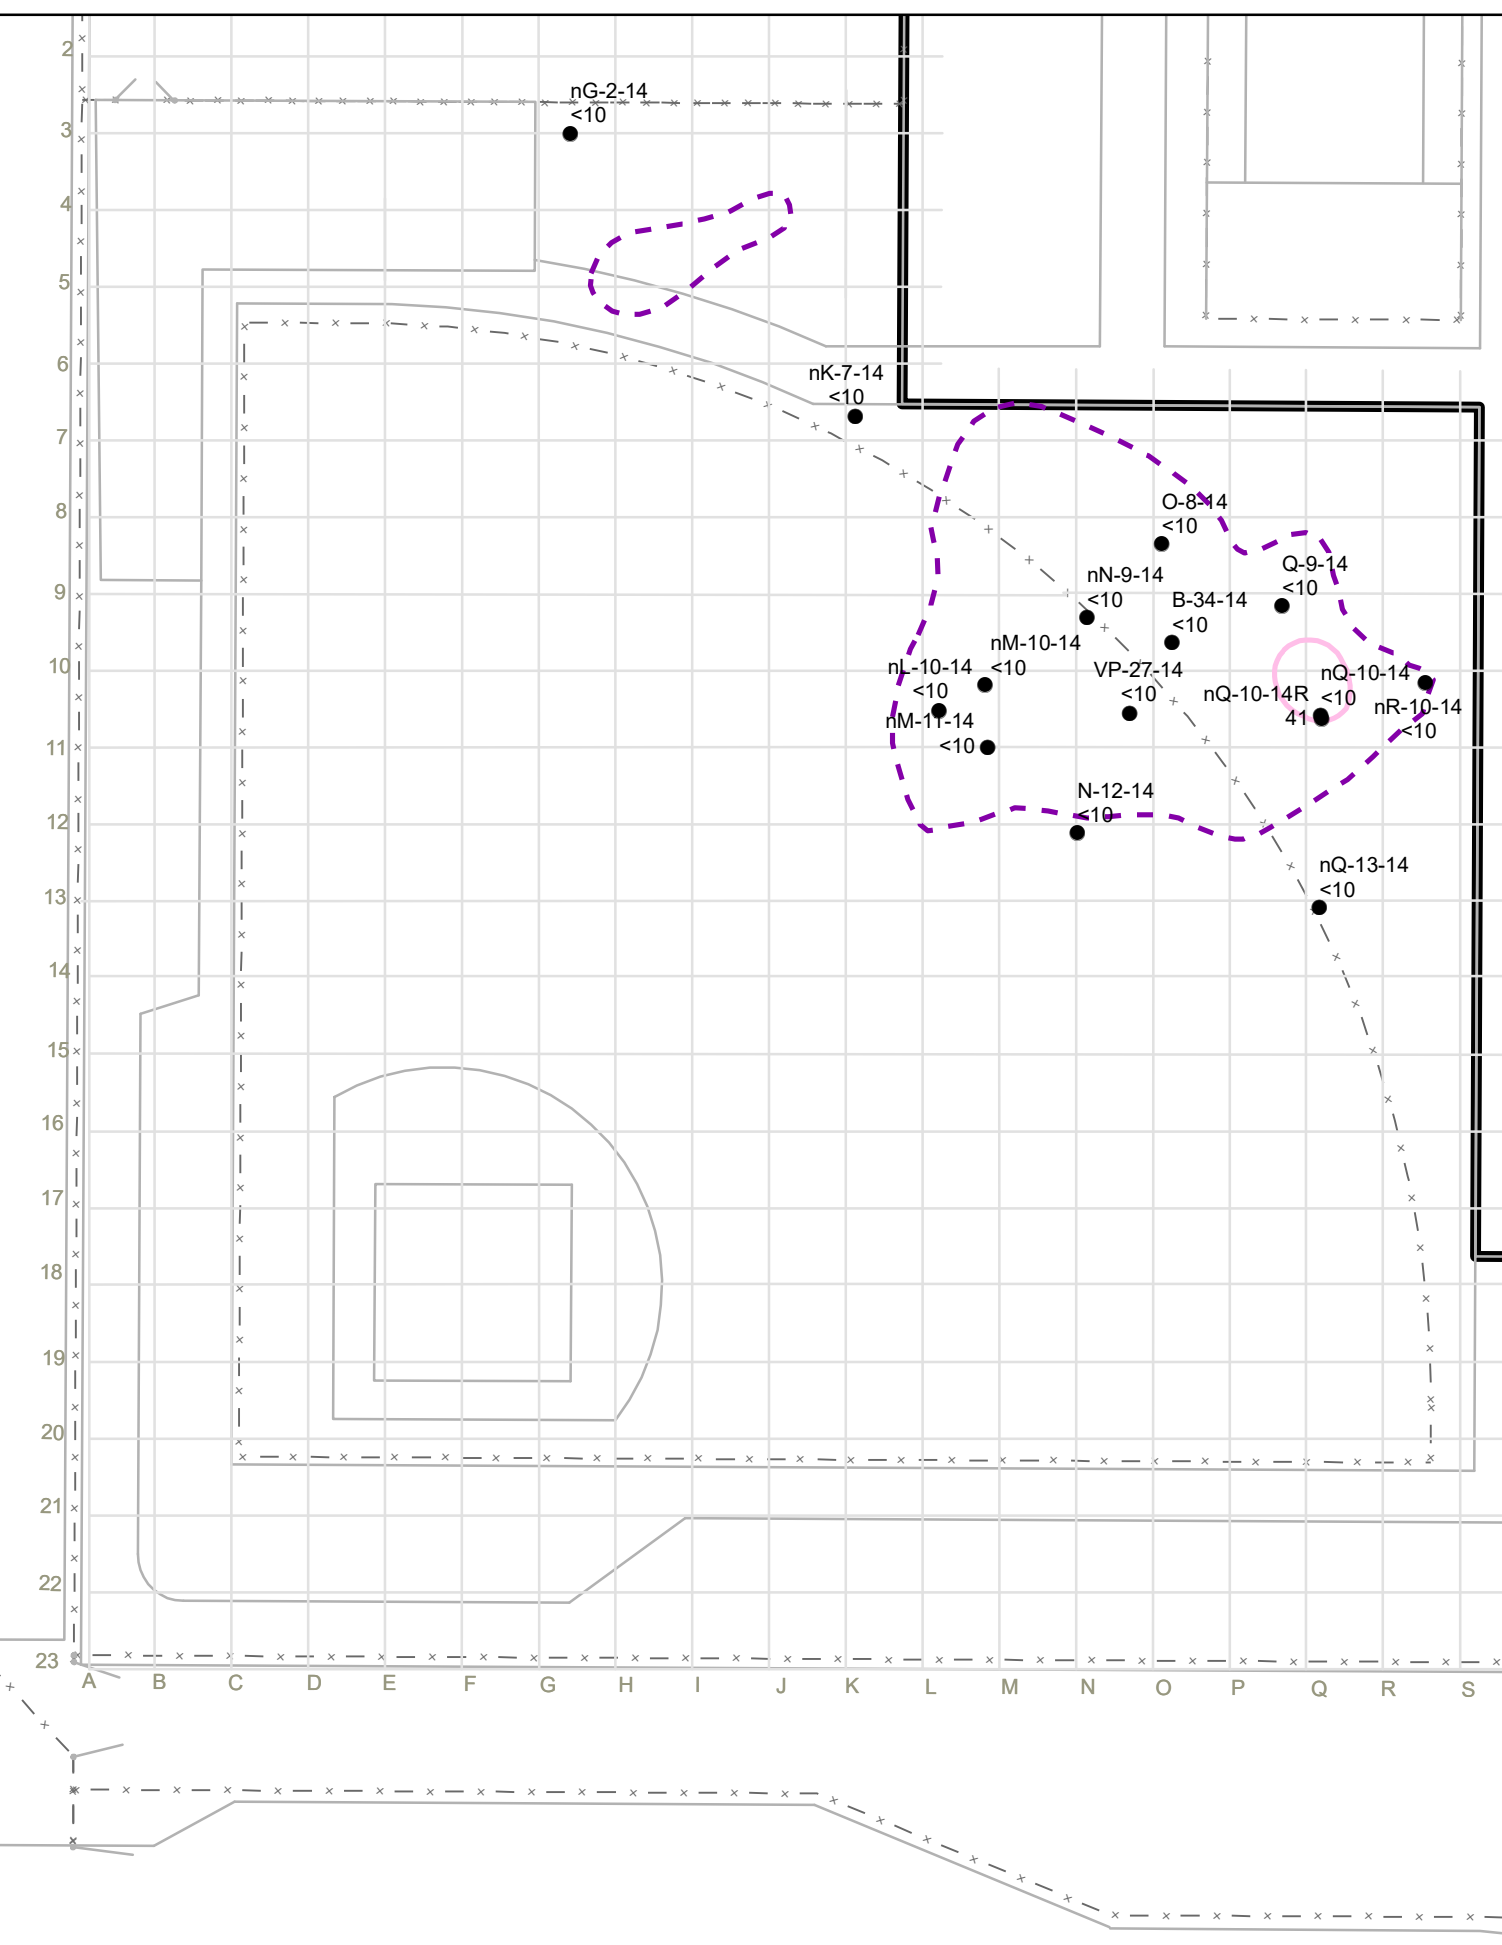 2
nG-2-14
<10
3
4
5
6
nK-7-14
<10
7
8
O-8-14
<10
9
nN-9-14
<10
B-34-14
<10
Q-9-14
<10
10
nM-10-14
<10
nL-10-14
<10
VP-27-14
<10
nQ-10-14
<10
nQ-10-14R
41
nR-10-14
<10
11
nM-11-14
<10
N-12-14
<10
12
nQ-13-14
<10
13
14
15
16
17
18
19
20
21
22
23
A B C D E F G H I J K L M N O P Q R S